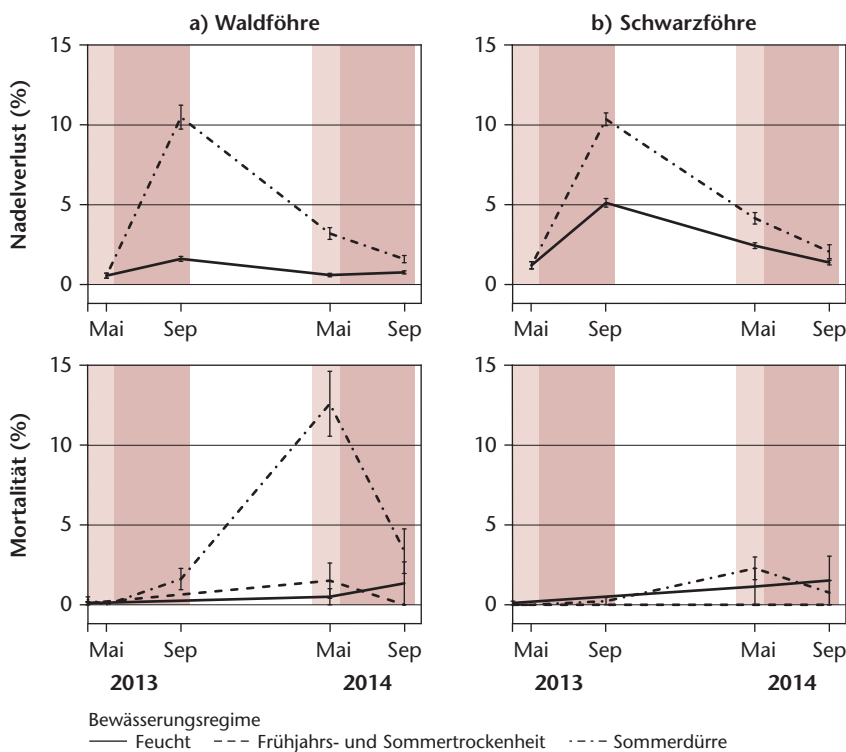 a) Waldföhre
b) Schwarzföhre
Nadelverlust (%)
15
10
5
0
Mai Sep Mai Sep
15
10
5
0
Mai Sep Mai Sep
Mortalität (%)
15
10
5
0
Mai Sep Mai Sep
2013 2014
15
10
5
0
Mai Sep Mai Sep
2013 2014
Bewässerungsregime
Feucht Frühjahrs- und Sommertrockenheit Sommerdürre